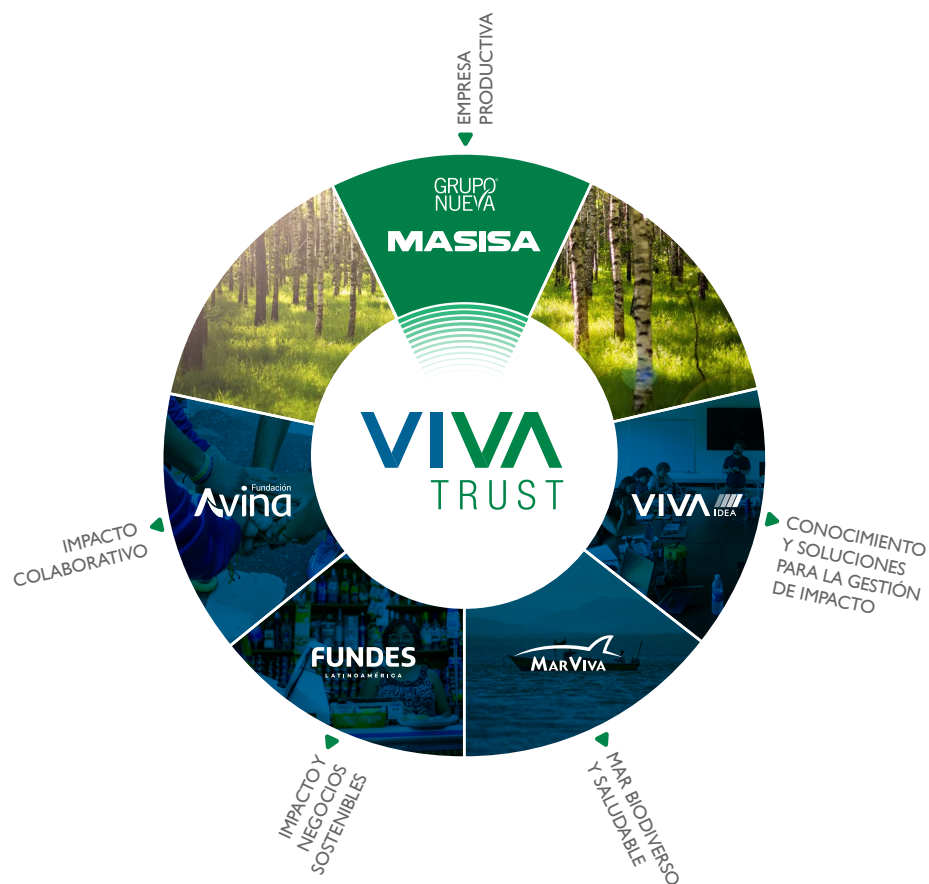 EMPRESA
PRODUCTIVA
GRUPO
NUEVA
MASISA
VIVA
TRUST
Fundación
Avina
VIVA
IDEA
IMPACTO
COLABORATIVO
CONOCIMIENTO
Y SOLUCIONES
PARA LA GESTIÓN
DE IMPACTO
FUNDES
LATINOAMÉRICA
MARVIVA
IMPACTO Y
NEGOCIOS
SOSTENIBLES
MAR BIODIVERSO
Y SALUDABLE